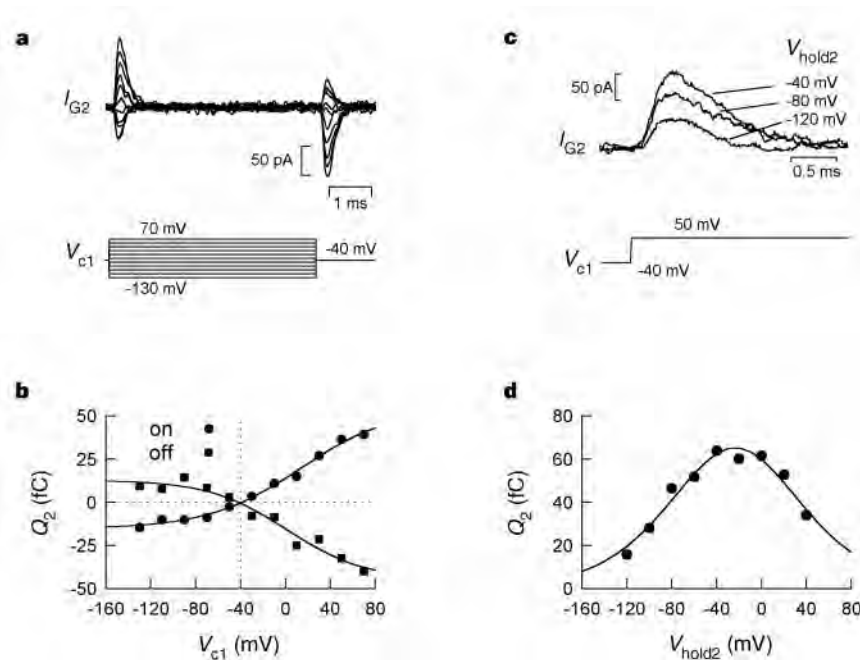 a
I_G2
50 pA
1 ms
70 mV
V_c1
-40 mV
-130 mV
c
V_hold2
50 pA
-40 mV
-80 mV
-120 mV
I_G2
0.5 ms
50 mV
V_c1
-40 mV
b
on
off
Q_2 (fC)
50
25
0
-25
-50
-160 -120 -80 -40 0 40 80
V_c1 (mV)
d
Q_2 (fC)
80
60
40
20
0
-160 -120 -80 -40 0 40 80
V_hold2 (mV)